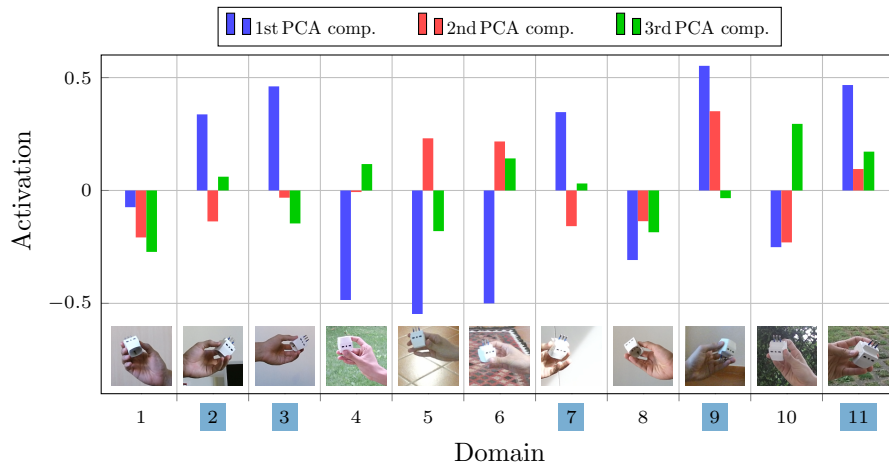 1st PCA comp. 2nd PCA comp. 3rd PCA comp.
0.5
0
−0.5
Activation
1 2 3 4 5 6 7 8 9 10 11
Domain